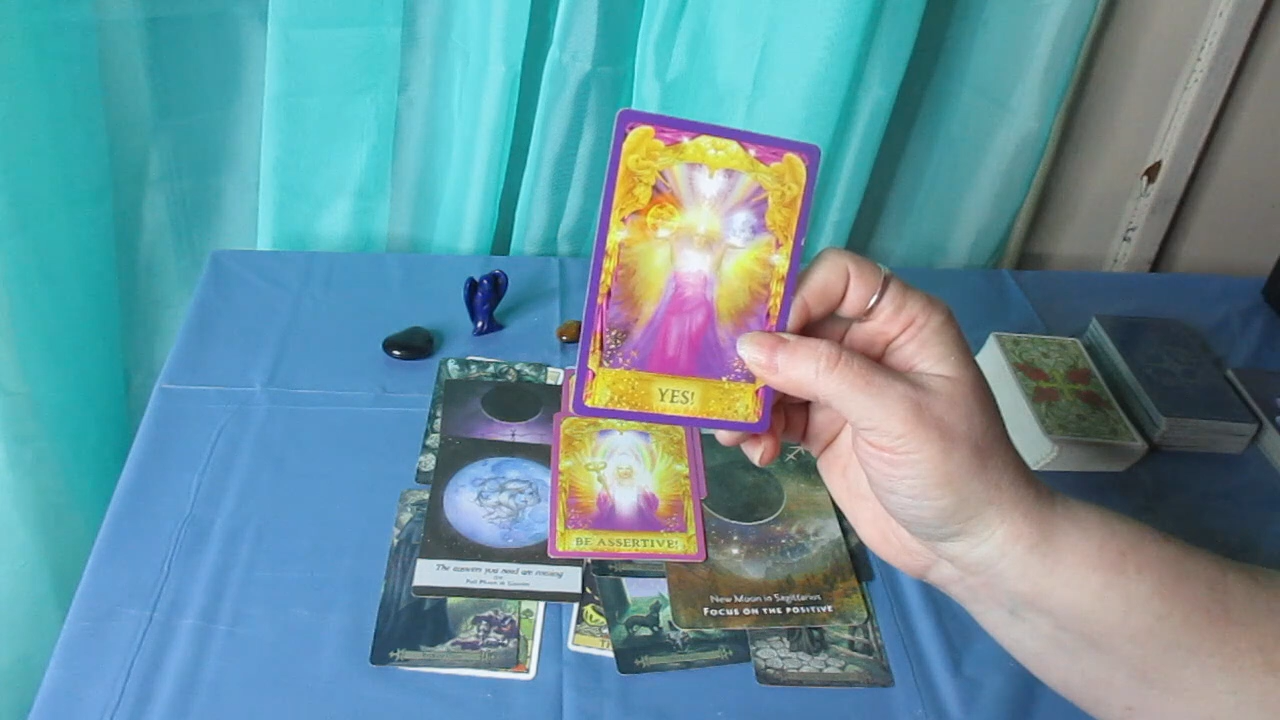 YES!
BE ASSERTIVE!
The answers you need are coming
Full Moon in
New Moon in Sagittarius
FOCUS ON THE POSITIVE